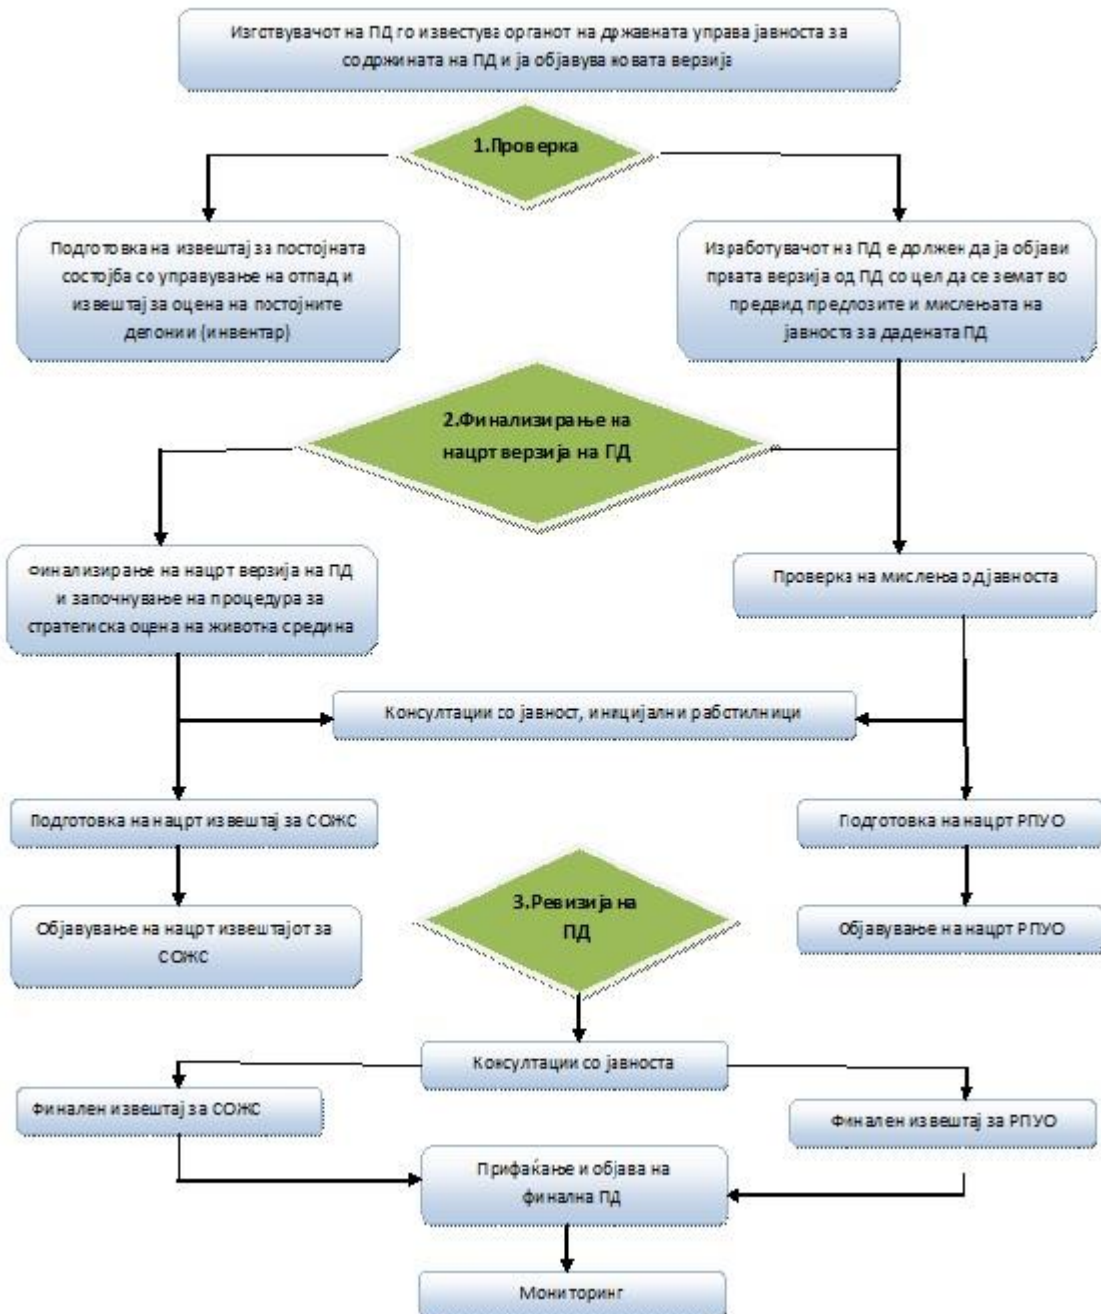 Изгствувачот на ПД го известува органот на државната управа јавноста за
содржината на ПД и ја објавува новата верзија
1.Проверка
Подготовка на извештај за постојната
состојба со управување на отпад и
извештај за оцена на постојните
депонии (инвентар)
Изработувачот на ПД е должен да ја објави
првата верзија од ПД со цел да се земат во
предвид предлозите и мислењата на
јавноста за дадената ПД
2.Финализирање на
нацрт верзија на ПД
Финализирање на нацрт верзија на ПД
и започнување на процедура за
стратегиска оцена на животна средина
Проверка на мислења од јавноста
Консултации со јавност, иницијални рабстилници
Подготовка на нацрт извештај за СОЖС
Подготовка на нацрт РПУО
3.Ревизија на
ПД
Објавување на нацрт извештајот за
СОЖС
Објавување на нацрт РПУО
Консултации со јавноста
Финален извештај за СОЖС
Финален извештај за РПУО
Прифаќање и објава на
финална ПД
Мониторинг